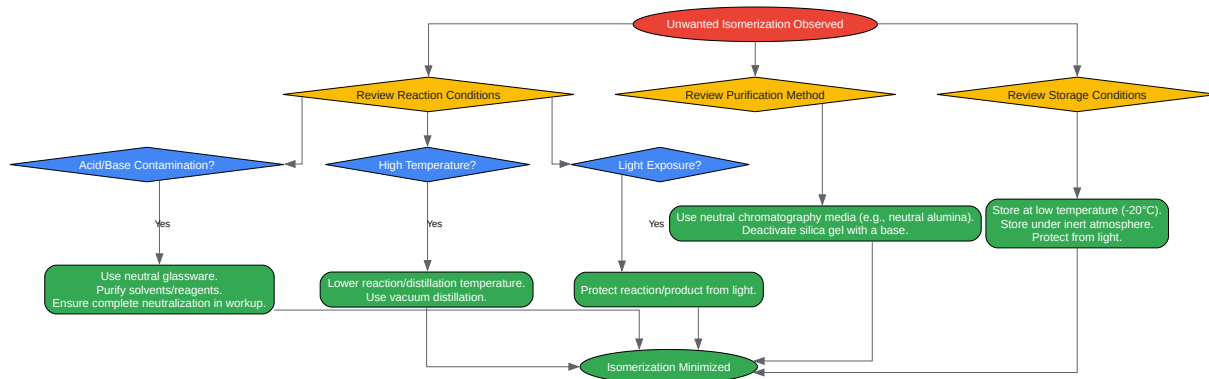 Unwanted Isomerization Observed
Review Reaction Conditions
Review Purification Method
Review Storage Conditions
Acid/Base Contamination?
High Temperature?
Light Exposure?
Yes
Yes
Yes
Use neutral chromatography media (e.g., neutral alumina).
Deactivate silica gel with a base.
Store at low temperature (-20°C).
Store under inert atmosphere.
Protect from light.
Use neutral glassware.
Purify solvents/reagents.
Ensure complete neutralization in workup.
Lower reaction/distillation temperature.
Use vacuum distillation.
Protect reaction/product from light.
Isomerization Minimized